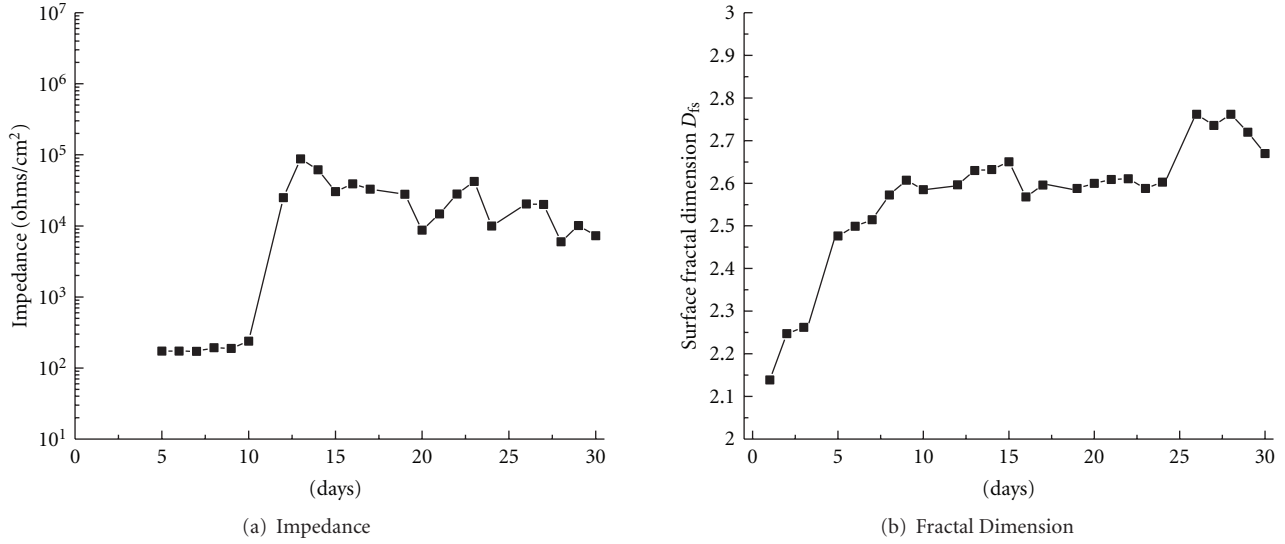 10^7
10^6
10^5
10^4
10^3
10^2
10^1
Impedance (ohms/cm^2)
0 5 10 15 20 25 30
(days)
(a) Impedance
3
2.9
2.8
2.7
2.6
2.5
2.4
2.3
2.2
2.1
2
Surface fractal dimension D_fs
0 5 10 15 20 25 30
(days)
(b) Fractal Dimension